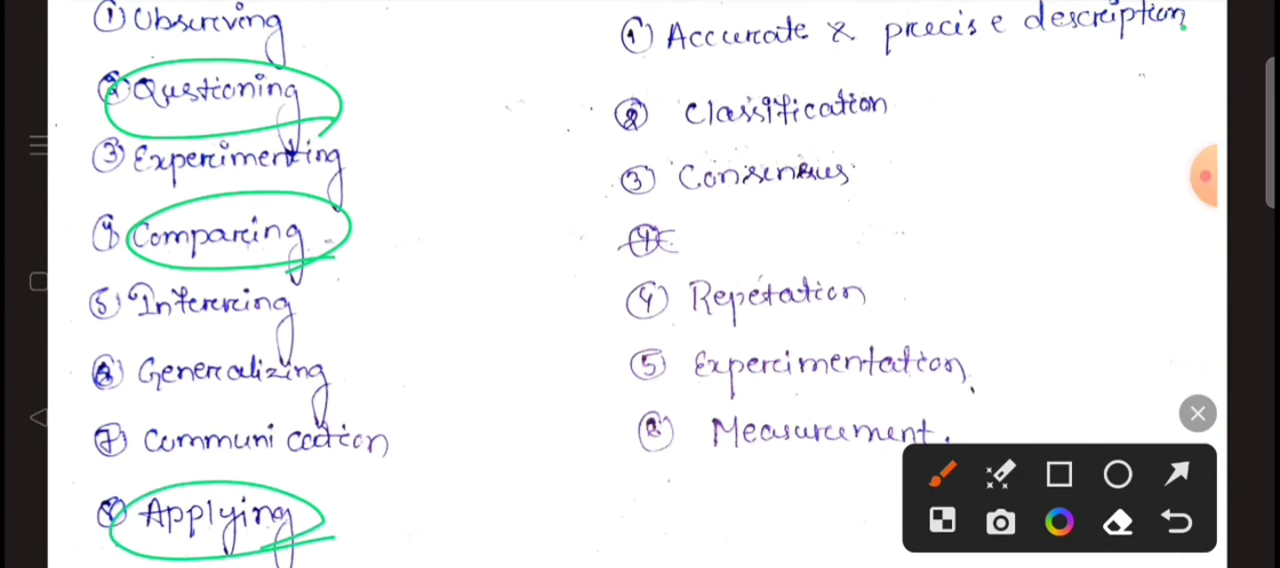 ① Observing
② Questioning
③ Experimenting
④ Comparing
⑤ Inferring
⑥ Generalizing
⑦ Communication
⑧ Applying
① Accurate & precise description
② Classification
③ Consensus
④ Repetation
⑤ Experimentation
⑥ Measurement.